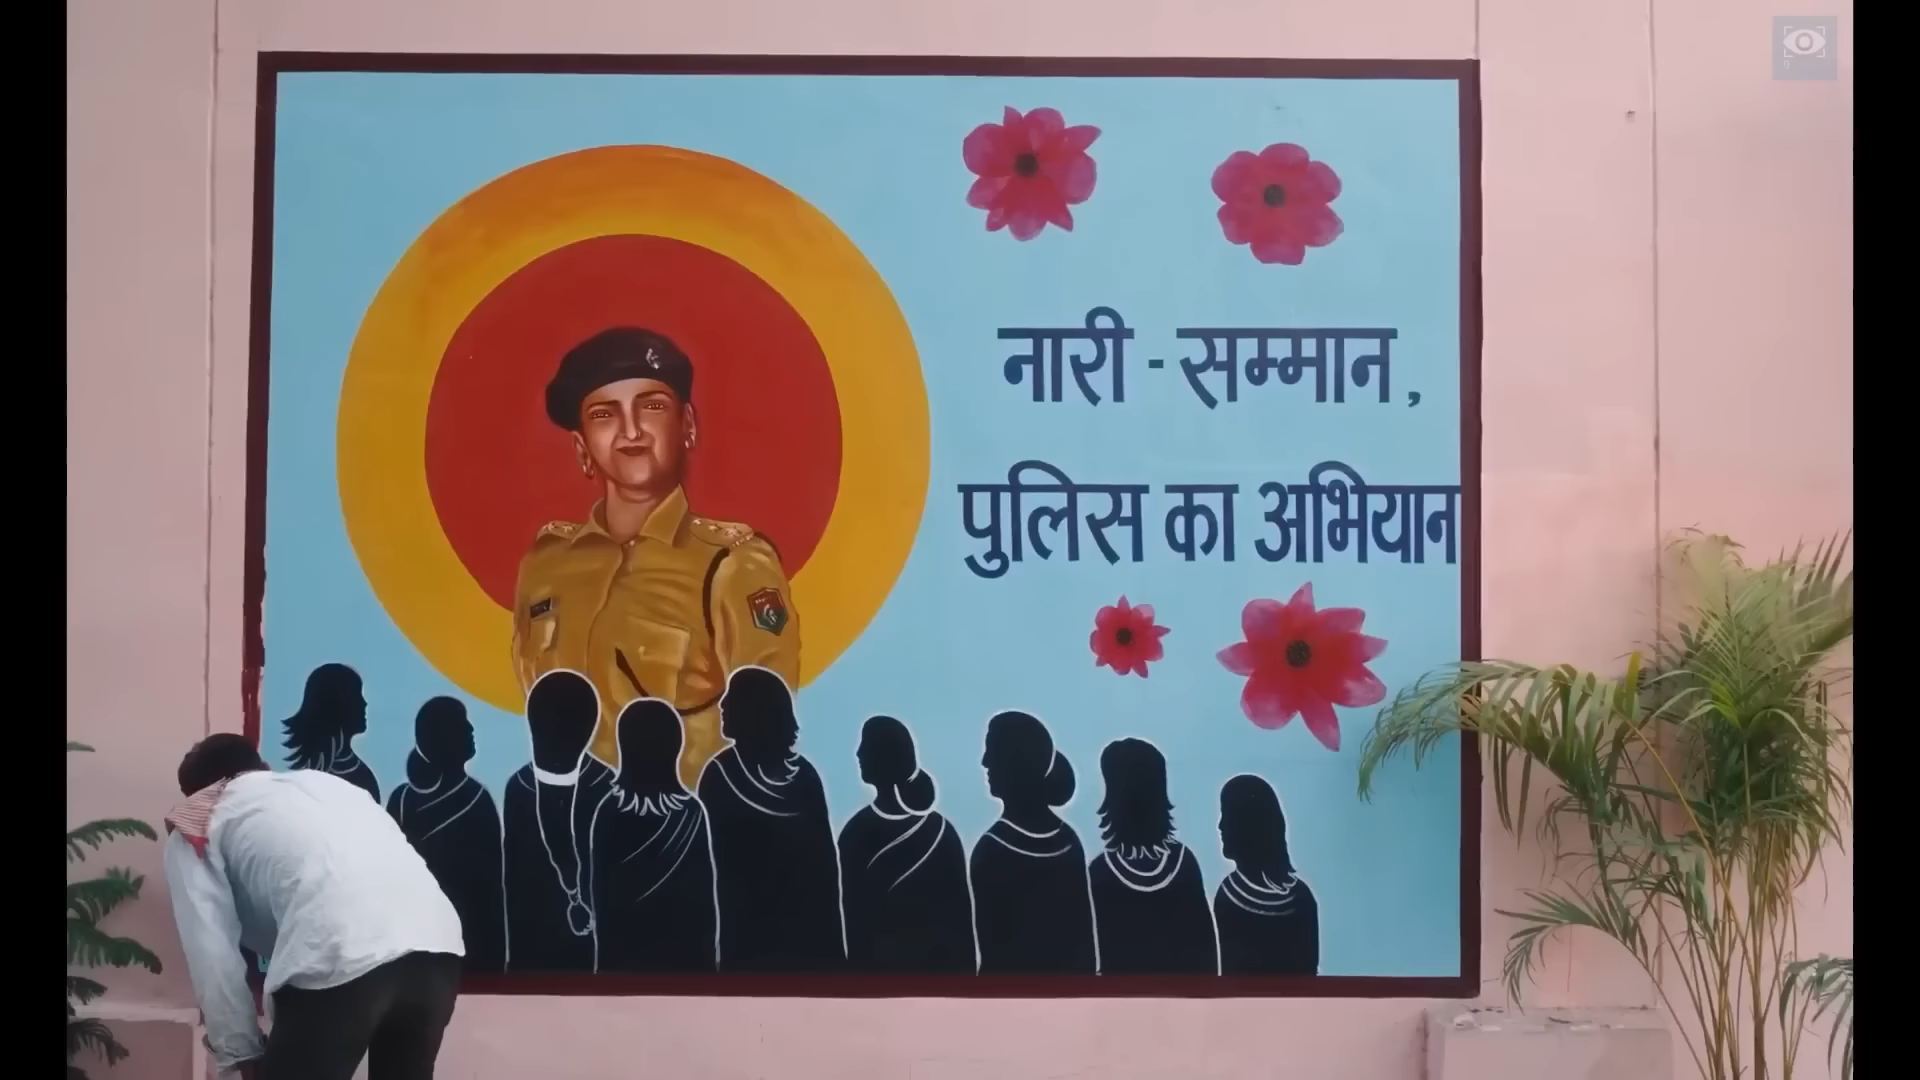 नारी - सम्मान,
पुलिस का अभियान